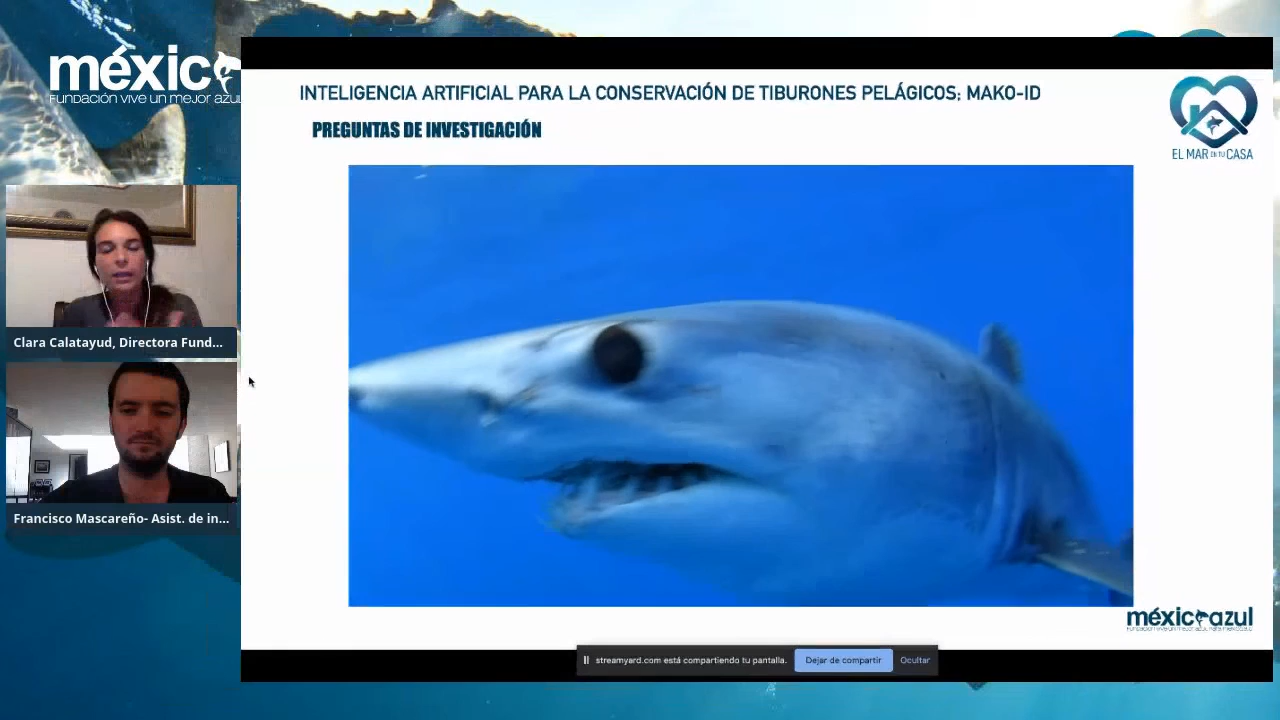 méxico
FUNDACIÓN VIVE UN MEJOR AZUL
INTELIGENCIA ARTIFICIAL PARA LA CONSERVACIÓN DE TIBURONES PELÁGICOS: MAKO-ID
PREGUNTAS DE INVESTIGACIÓN
EL MAR EN TU CASA
Clara Calatayud, Directora Fund...
Francisco Mascareño- Asist. de in...
méxico azul
streamyard.com está compartiendo tu pantalla.
Dejar de compartir
Ocultar